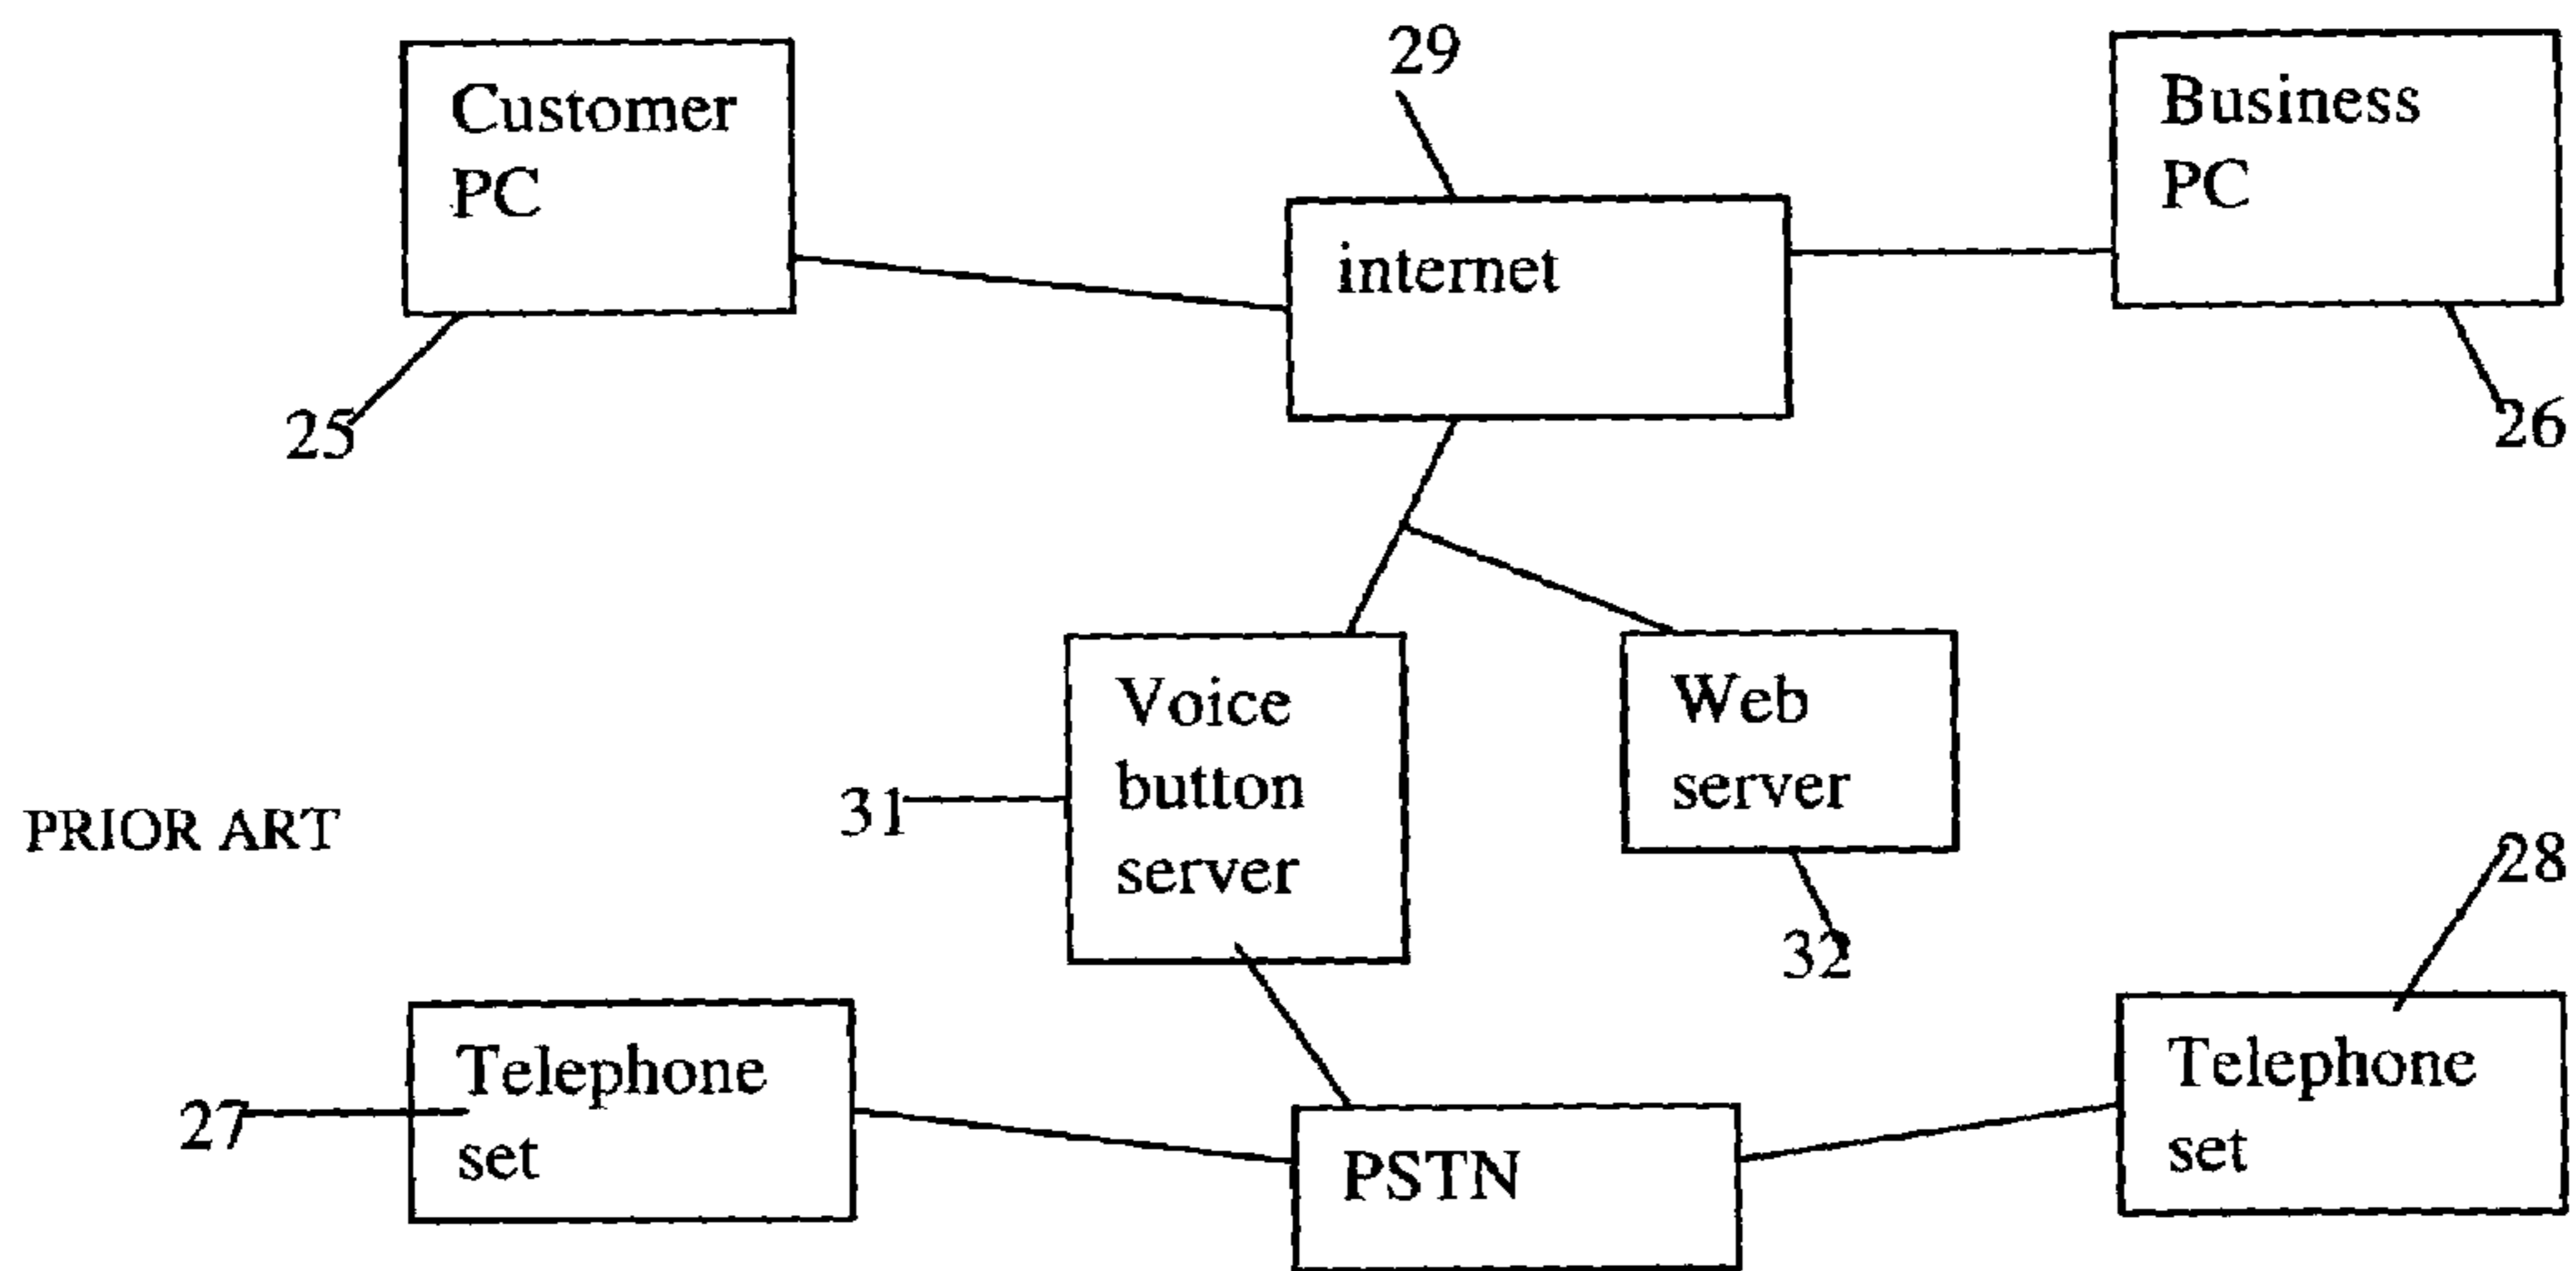 29
Customer
PC
Business
PC
internet
25
26
Voice
button
server
Web
server
31
PRIOR ART
28
32
Telephone
set
27
Telephone
set
PSTN